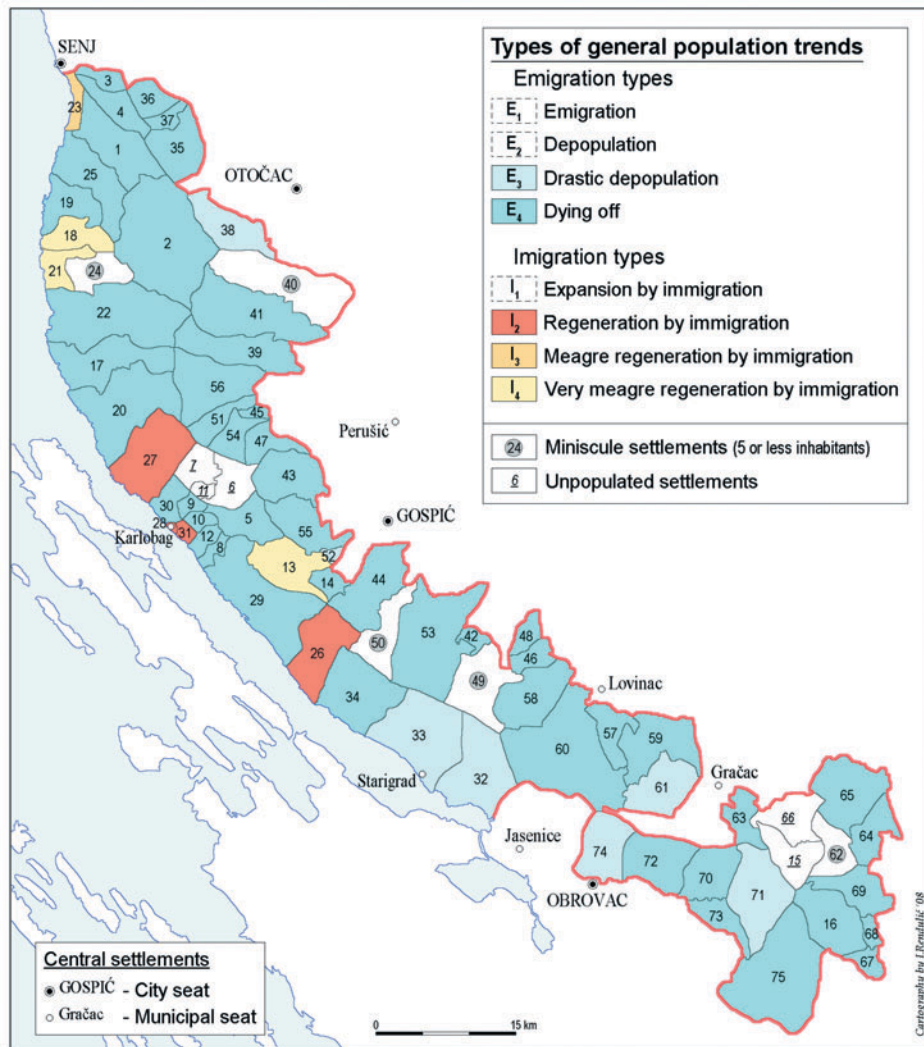 Types of general population trends
Emigration types
E1 Emigration
E2 Depopulation
E3 Drastic depopulation
E4 Dying off
Imigration types
I1 Expansion by immigration
I2 Regeneration by immigration
I3 Meagre regeneration by immigration
I4 Very meagre regeneration by immigration
24 Miniscule settlements (5 or less inhabitants)
6 Unpopulated settlements
SENJ
3
36
23
4
37
1
35
25
OTOČAC
19
38
18
2
21
24
40
22
41
39
17
56
20
51
45
Perušić
54
47
27
7
43
11
6
GOSPIĆ
30
9
5
28
10
55
Karlobag
31
12
8
52
13
44
14
29
53
42
48
50
46
26
49
Lovinac
34
58
57
59
33
60
Starigrad
32
61
Gračac
65
63
66
64
Jasenice
74
72
15
62
70
71
69
OBROVAC
73
16
68
67
75
Central settlements
GOSPIĆ - City seat
Gračac - Municipal seat
0 15 km
Cartography by I.Rendulić '08